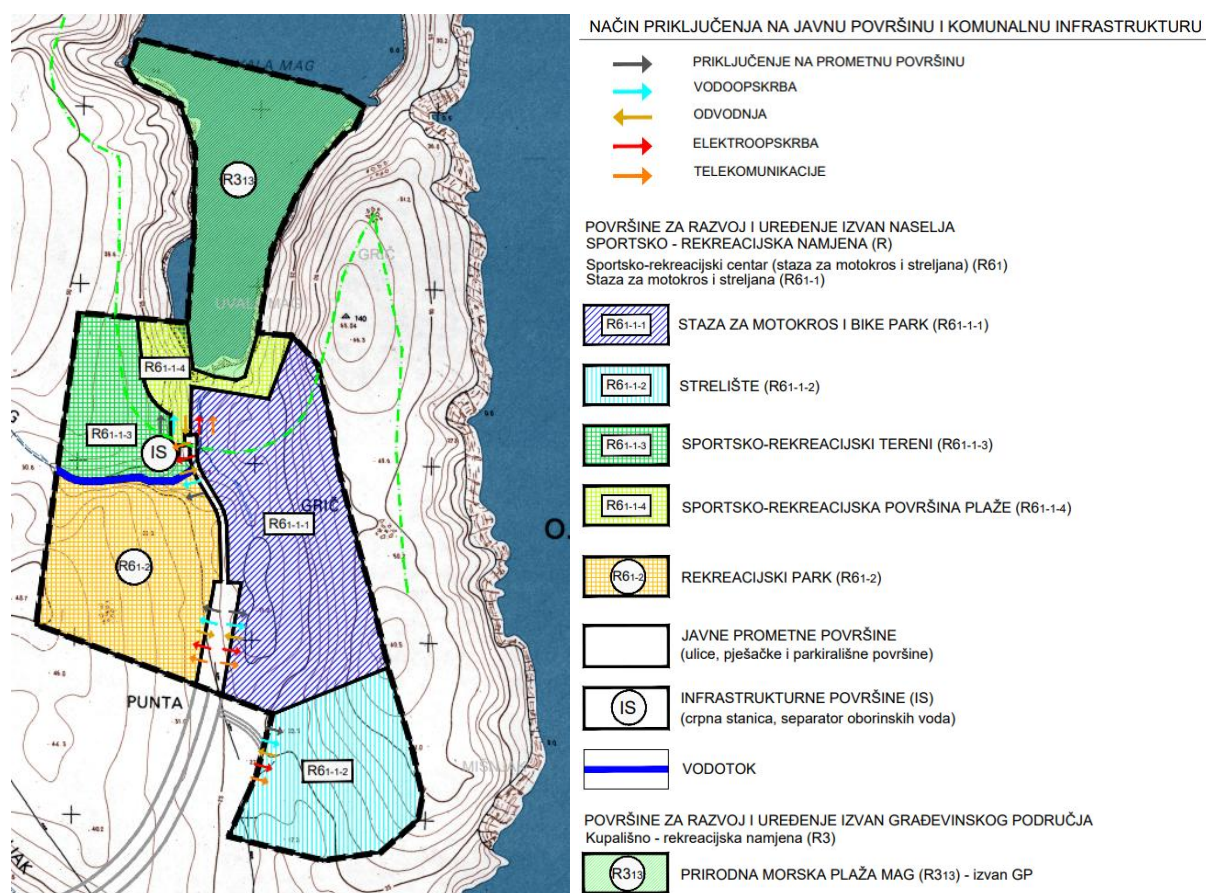 UVALA MAG
R313
GRIČ
UVALA MAG
140
R61-1-4
R61-1-3
IS
GRIČ
R61-1-1
O.
R61-2
PUNTA
R61-1-2
MIŠNJAK
NAČIN PRIKLJUČENJA NA JAVNU POVRŠINU I KOMUNALNU INFRASTRUKTURU
PRIKLJUČENJE NA PROMETNU POVRŠINU
VODOOPSKRBA
ODVODNJA
ELEKTROOPSKRBA
TELEKOMUNIKACIJE
POVRŠINE ZA RAZVOJ I UREĐENJE IZVAN NASELJA
SPORTSKO - REKREACIJSKA NAMJENA (R)
Sportsko-rekreacijski centar (staza za motokros i streljana) (R61)
Staza za motokros i streljana (R61-1)
R61-1-1 STAZA ZA MOTOKROS I BIKE PARK (R61-1-1)
R61-1-2 STRELIŠTE (R61-1-2)
R61-1-3 SPORTSKO-REKREACIJSKI TERENI (R61-1-3)
R61-1-4 SPORTSKO-REKREACIJSKA POVRŠINA PLAŽE (R61-1-4)
R61-2 REKREACIJSKI PARK (R61-2)
JAVNE PROMETNE POVRŠINE
(ulice, pješačke i parkirališne površine)
IS INFRASTRUKTURNE POVRŠINE (IS)
(crpna stanica, separator oborinskih voda)
VODOTOK
POVRŠINE ZA RAZVOJ I UREĐENJE IZVAN GRAĐEVINSKOG PODRUČJA
Kupališno - rekreacijska namjena (R3)
R313 PRIRODNA MORSKA PLAŽA MAG (R313) - izvan GP